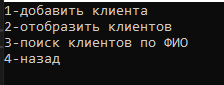 1-добавить клиента
2-отобразить клиентов
3-поиск клиентов по ФИО
4-назад